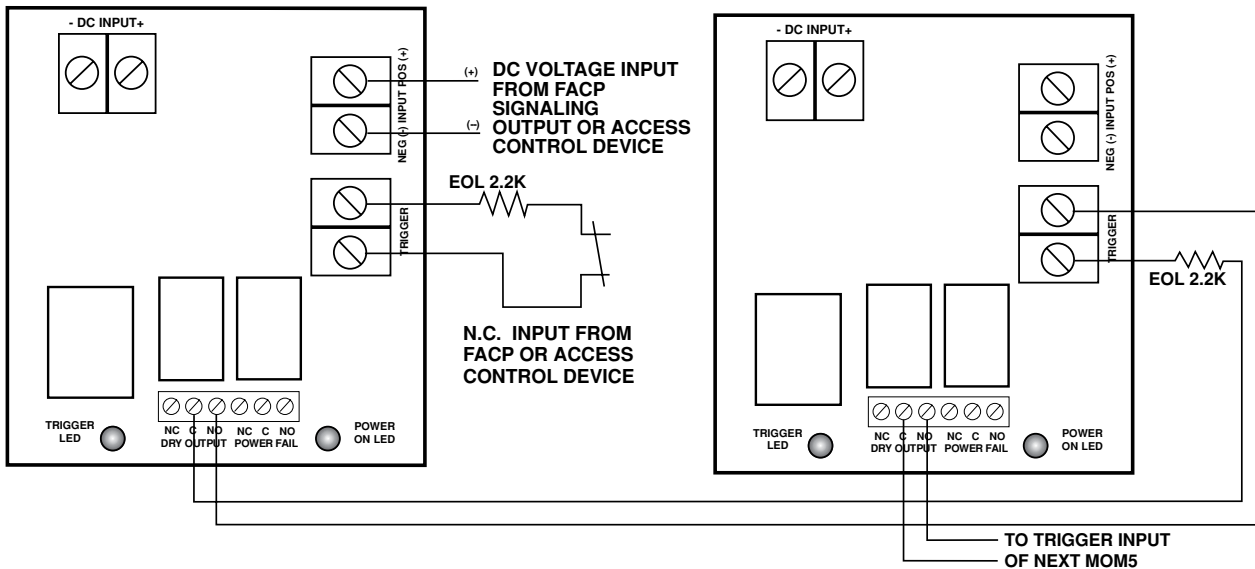 - DC INPUT+
NEG (-) INPUT POS (+)
(+)
DC VOLTAGE INPUT
FROM FACP
SIGNALING
(–)
OUTPUT OR ACCESS
CONTROL DEVICE
EOL 2.2K
TRIGGER
N.C. INPUT FROM
FACP OR ACCESS
CONTROL DEVICE
TRIGGER
LED
NC C NO NC C NO
DRY OUTPUT POWER FAIL
POWER
ON LED
- DC INPUT+
NEG (-) INPUT POS (+)
TRIGGER
EOL 2.2K
TRIGGER
LED
NC C NO NC C NO
DRY OUTPUT POWER FAIL
POWER
ON LED
TO TRIGGER INPUT
OF NEXT MOM5